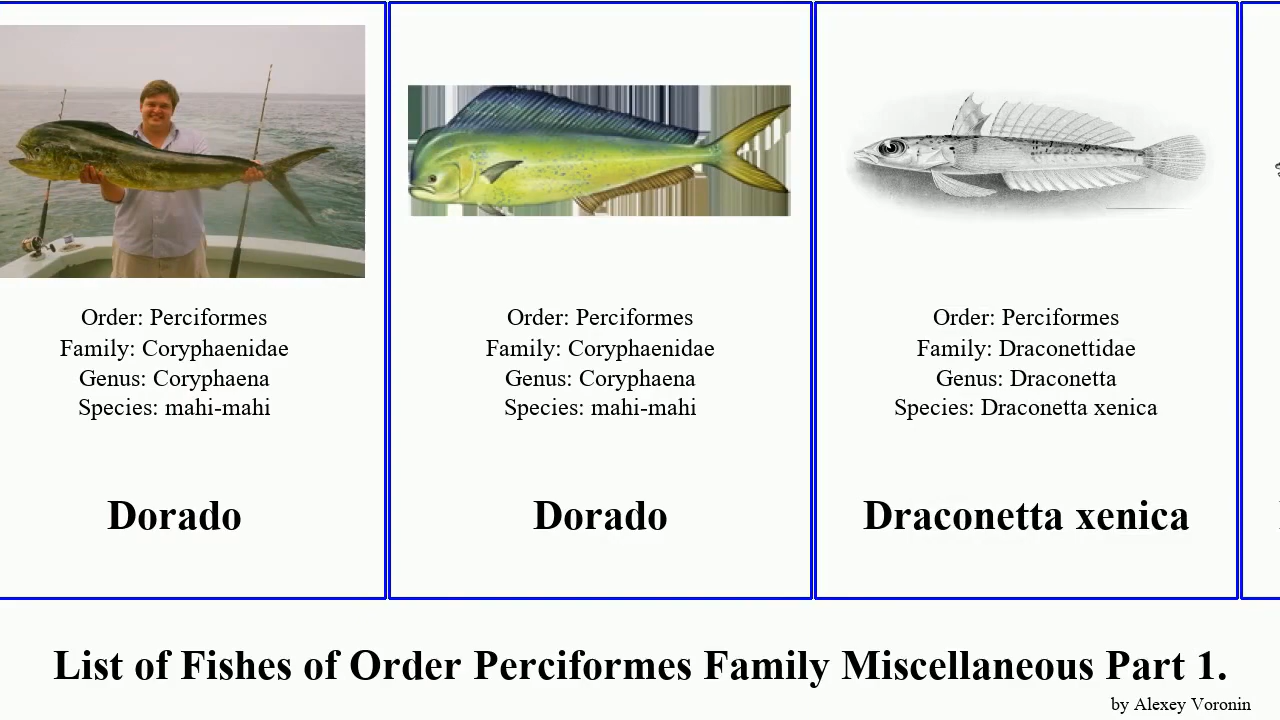 Order: Perciformes
Family: Coryphaenidae
Genus: Coryphaena
Species: mahi-mahi
Dorado
Order: Perciformes
Family: Coryphaenidae
Genus: Coryphaena
Species: mahi-mahi
Dorado
Order: Perciformes
Family: Draconettidae
Genus: Draconetta
Species: Draconetta xenica
Draconetta xenica
List of Fishes of Order Perciformes Family Miscellaneous Part 1.
by Alexey Voronin